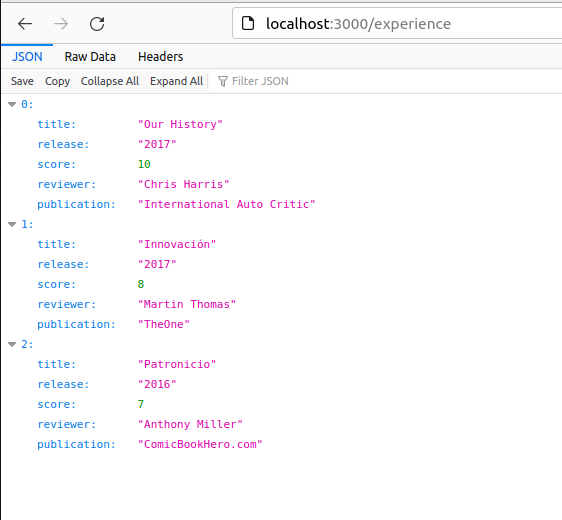 localhost:3000/experience
JSON Raw Data Headers
Save Copy Collapse All Expand All Filter JSON
0:
title: "Our History"
release: "2017"
score: 10
reviewer: "Chris Harris"
publication: "International Auto Critic"
1:
title: "Innovación"
release: "2017"
score: 8
reviewer: "Martin Thomas"
publication: "TheOne"
2:
title: "Patronicio"
release: "2016"
score: 7
reviewer: "Anthony Miller"
publication: "ComicBookHero.com"